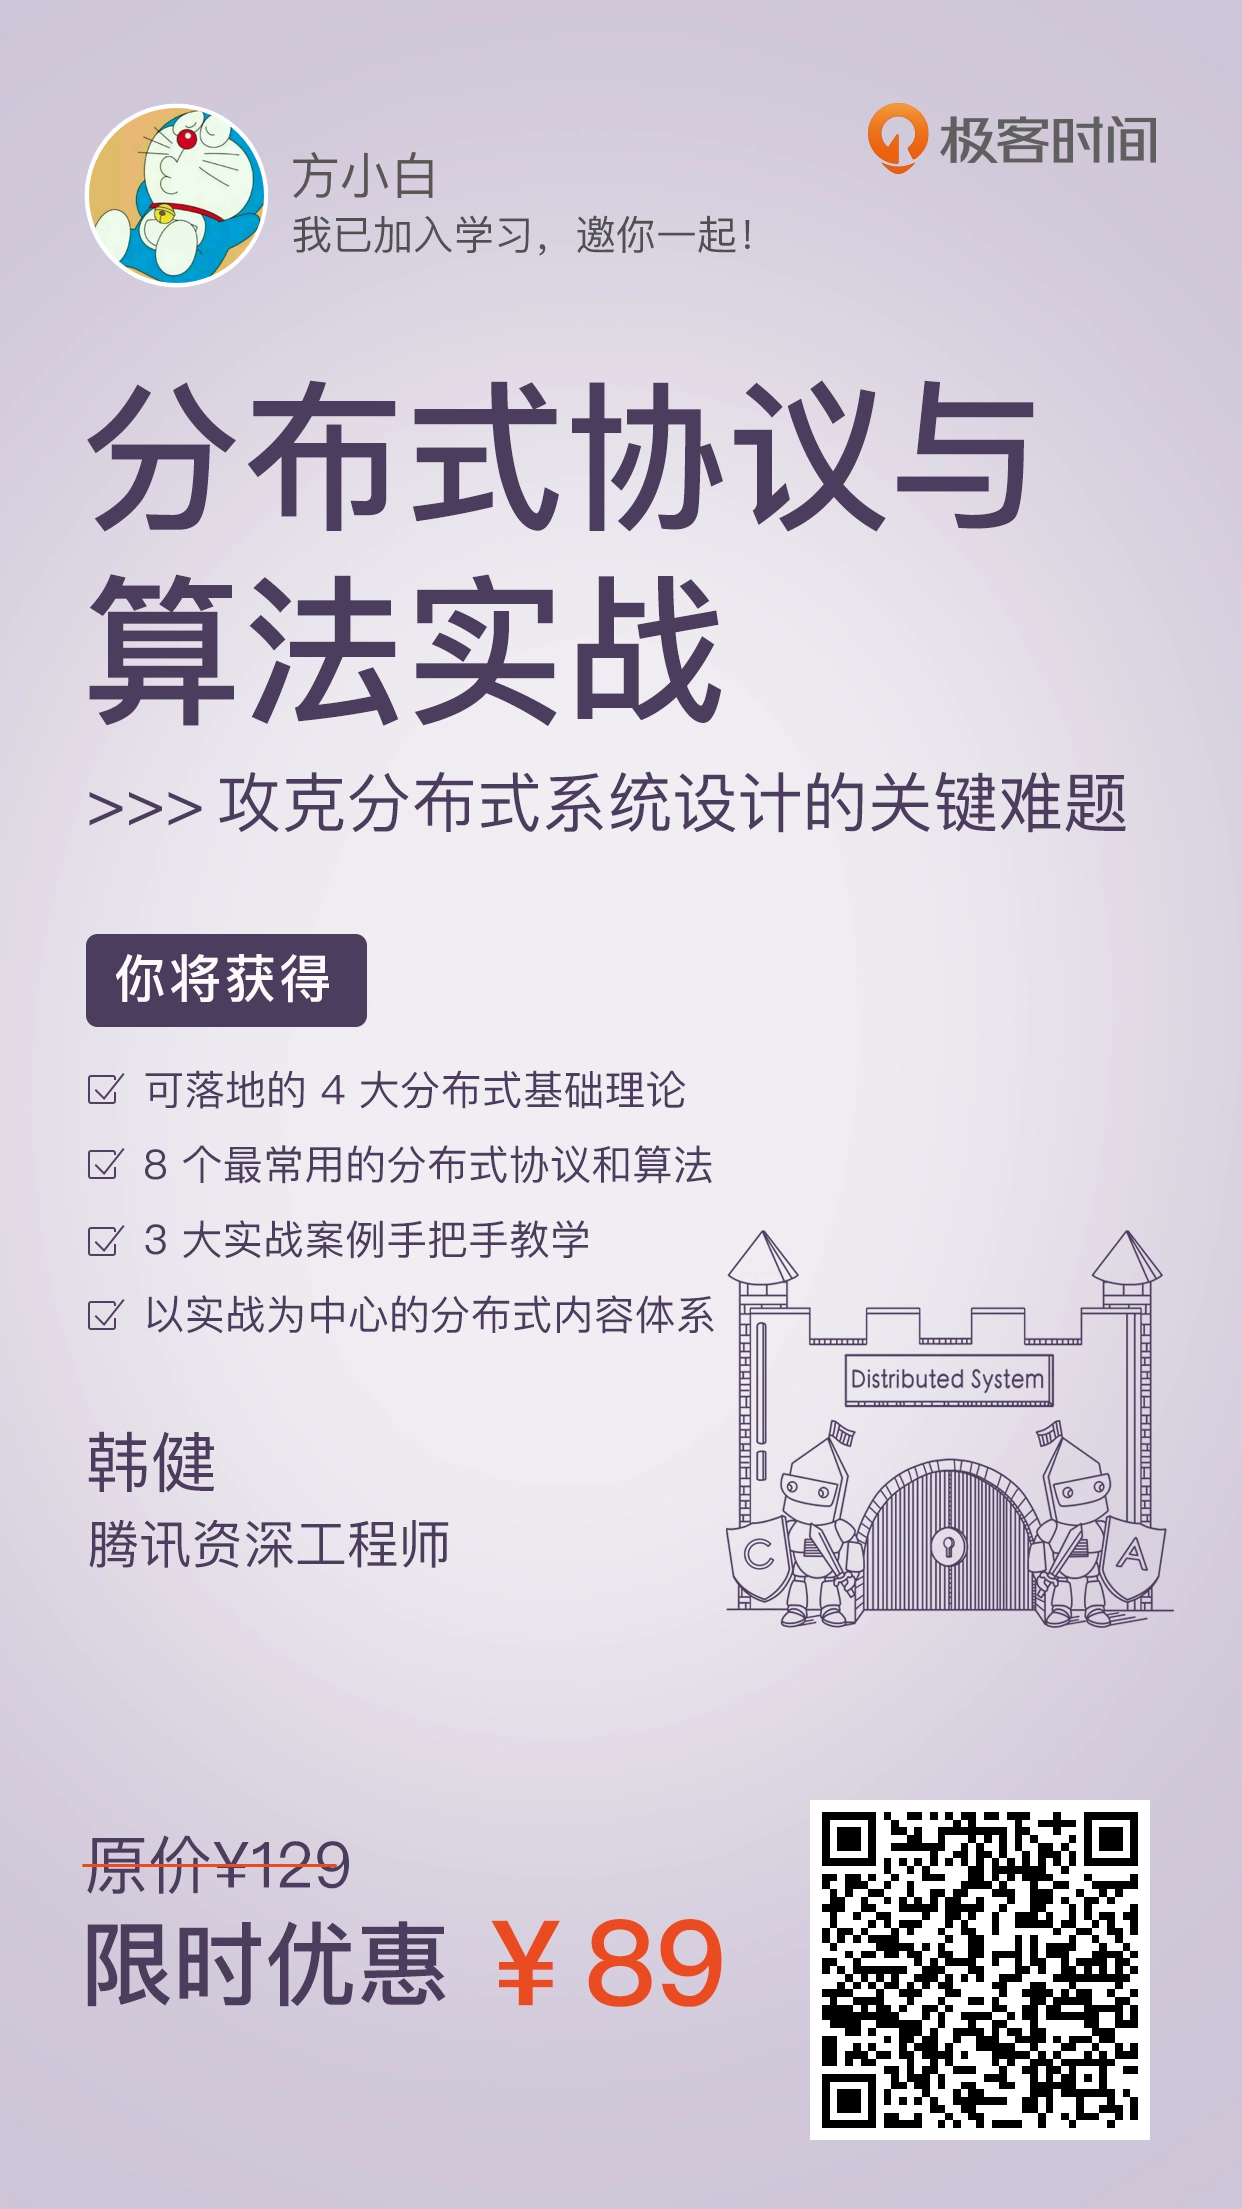 极客时间
方小白
我已加入学习，邀你一起！
分布式协议与
算法实战
>>> 攻克分布式系统设计的关键难题
你将获得
可落地的 4 大分布式基础理论
8 个最常用的分布式协议和算法
3 大实战案例手把手教学
以实战为中心的分布式内容体系
Distributed System
C
A
韩健
腾讯资深工程师
原价¥129
限时优惠 ¥89